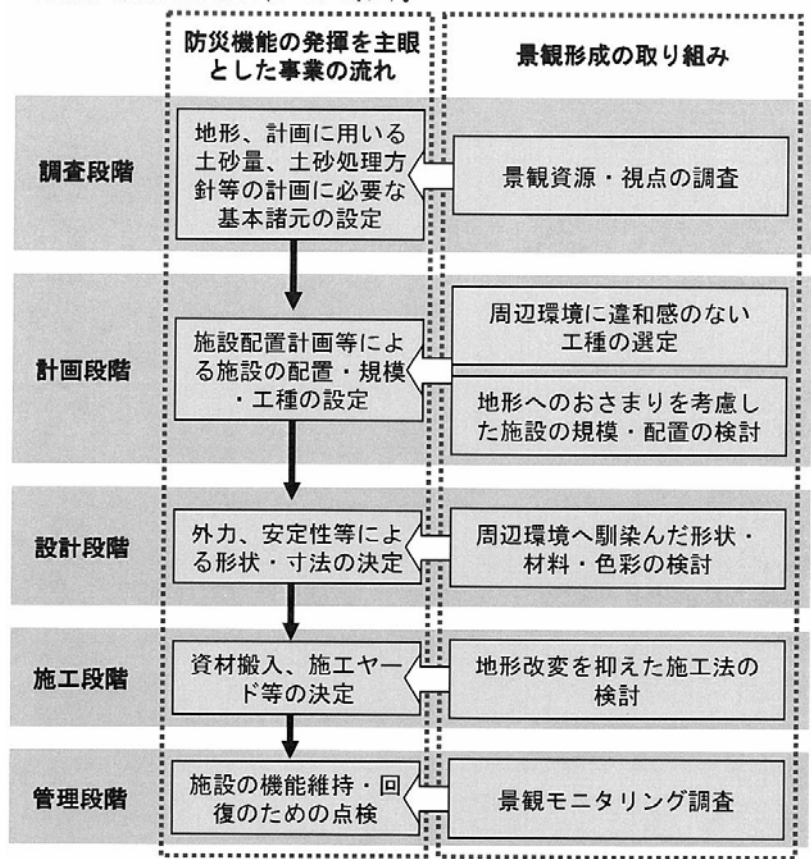 防災機能の発揮を主眼
とした事業の流れ
景観形成の取り組み
調査段階
地形、計画に用いる
土砂量、土砂処理方
針等の計画に必要な
基本諸元の設定
景観資源・視点の調査
計画段階
施設配置計画等によ
る施設の配置・規模
・工種の設定
周辺環境に違和感のない
工種の選定
地形へのおさまりを考慮し
た施設の規模・配置の検討
設計段階
外力、安定性等によ
る形状・寸法の決定
周辺環境へ馴染んだ形状・
材料・色彩の検討
施工段階
資材搬入、施工ヤー
ド等の決定
地形改変を抑えた施工法の
検討
管理段階
施設の機能維持・回
復のための点検
景観モニタリング調査